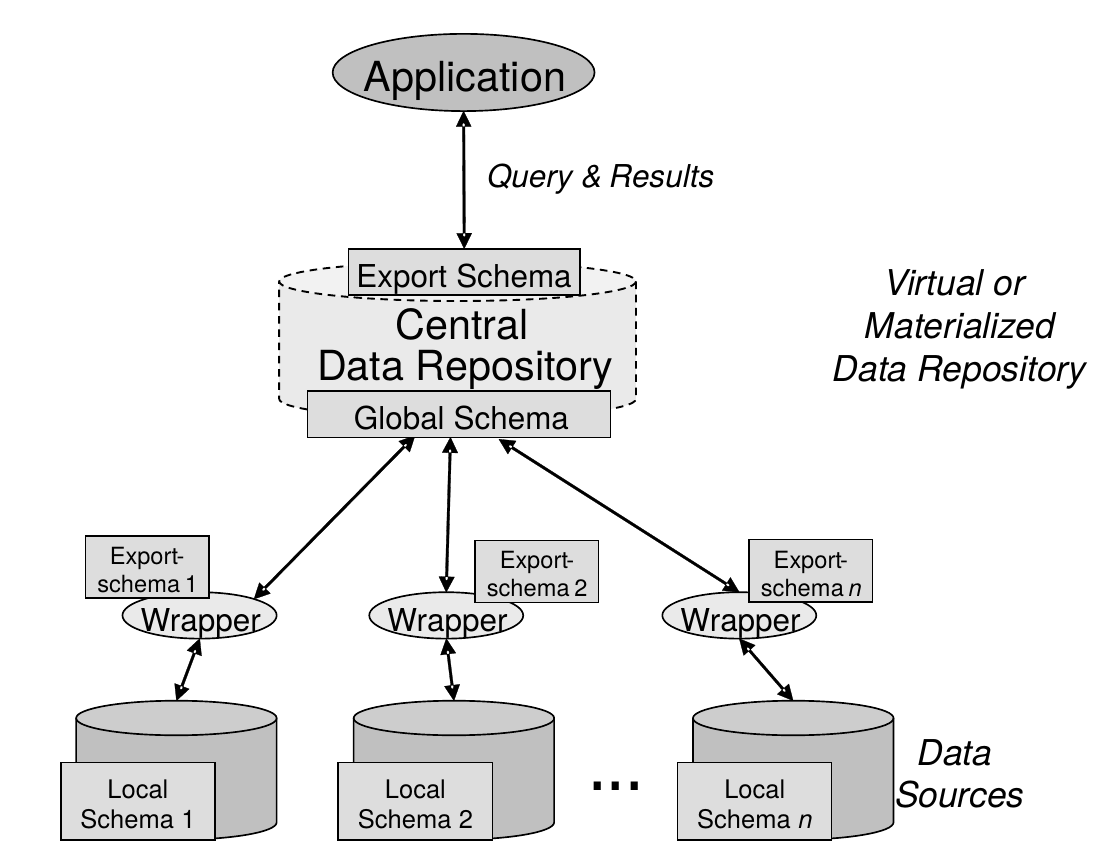 Application
Query & Results
Export Schema
Central
Data Repository
Global Schema
Virtual or
Materialized
Data Repository
Export-
schema 1
Wrapper
Export-
schema 2
Wrapper
Export-
schema n
Wrapper
Local
Schema 1
Local
Schema 2
...
Local
Schema n
Data
Sources